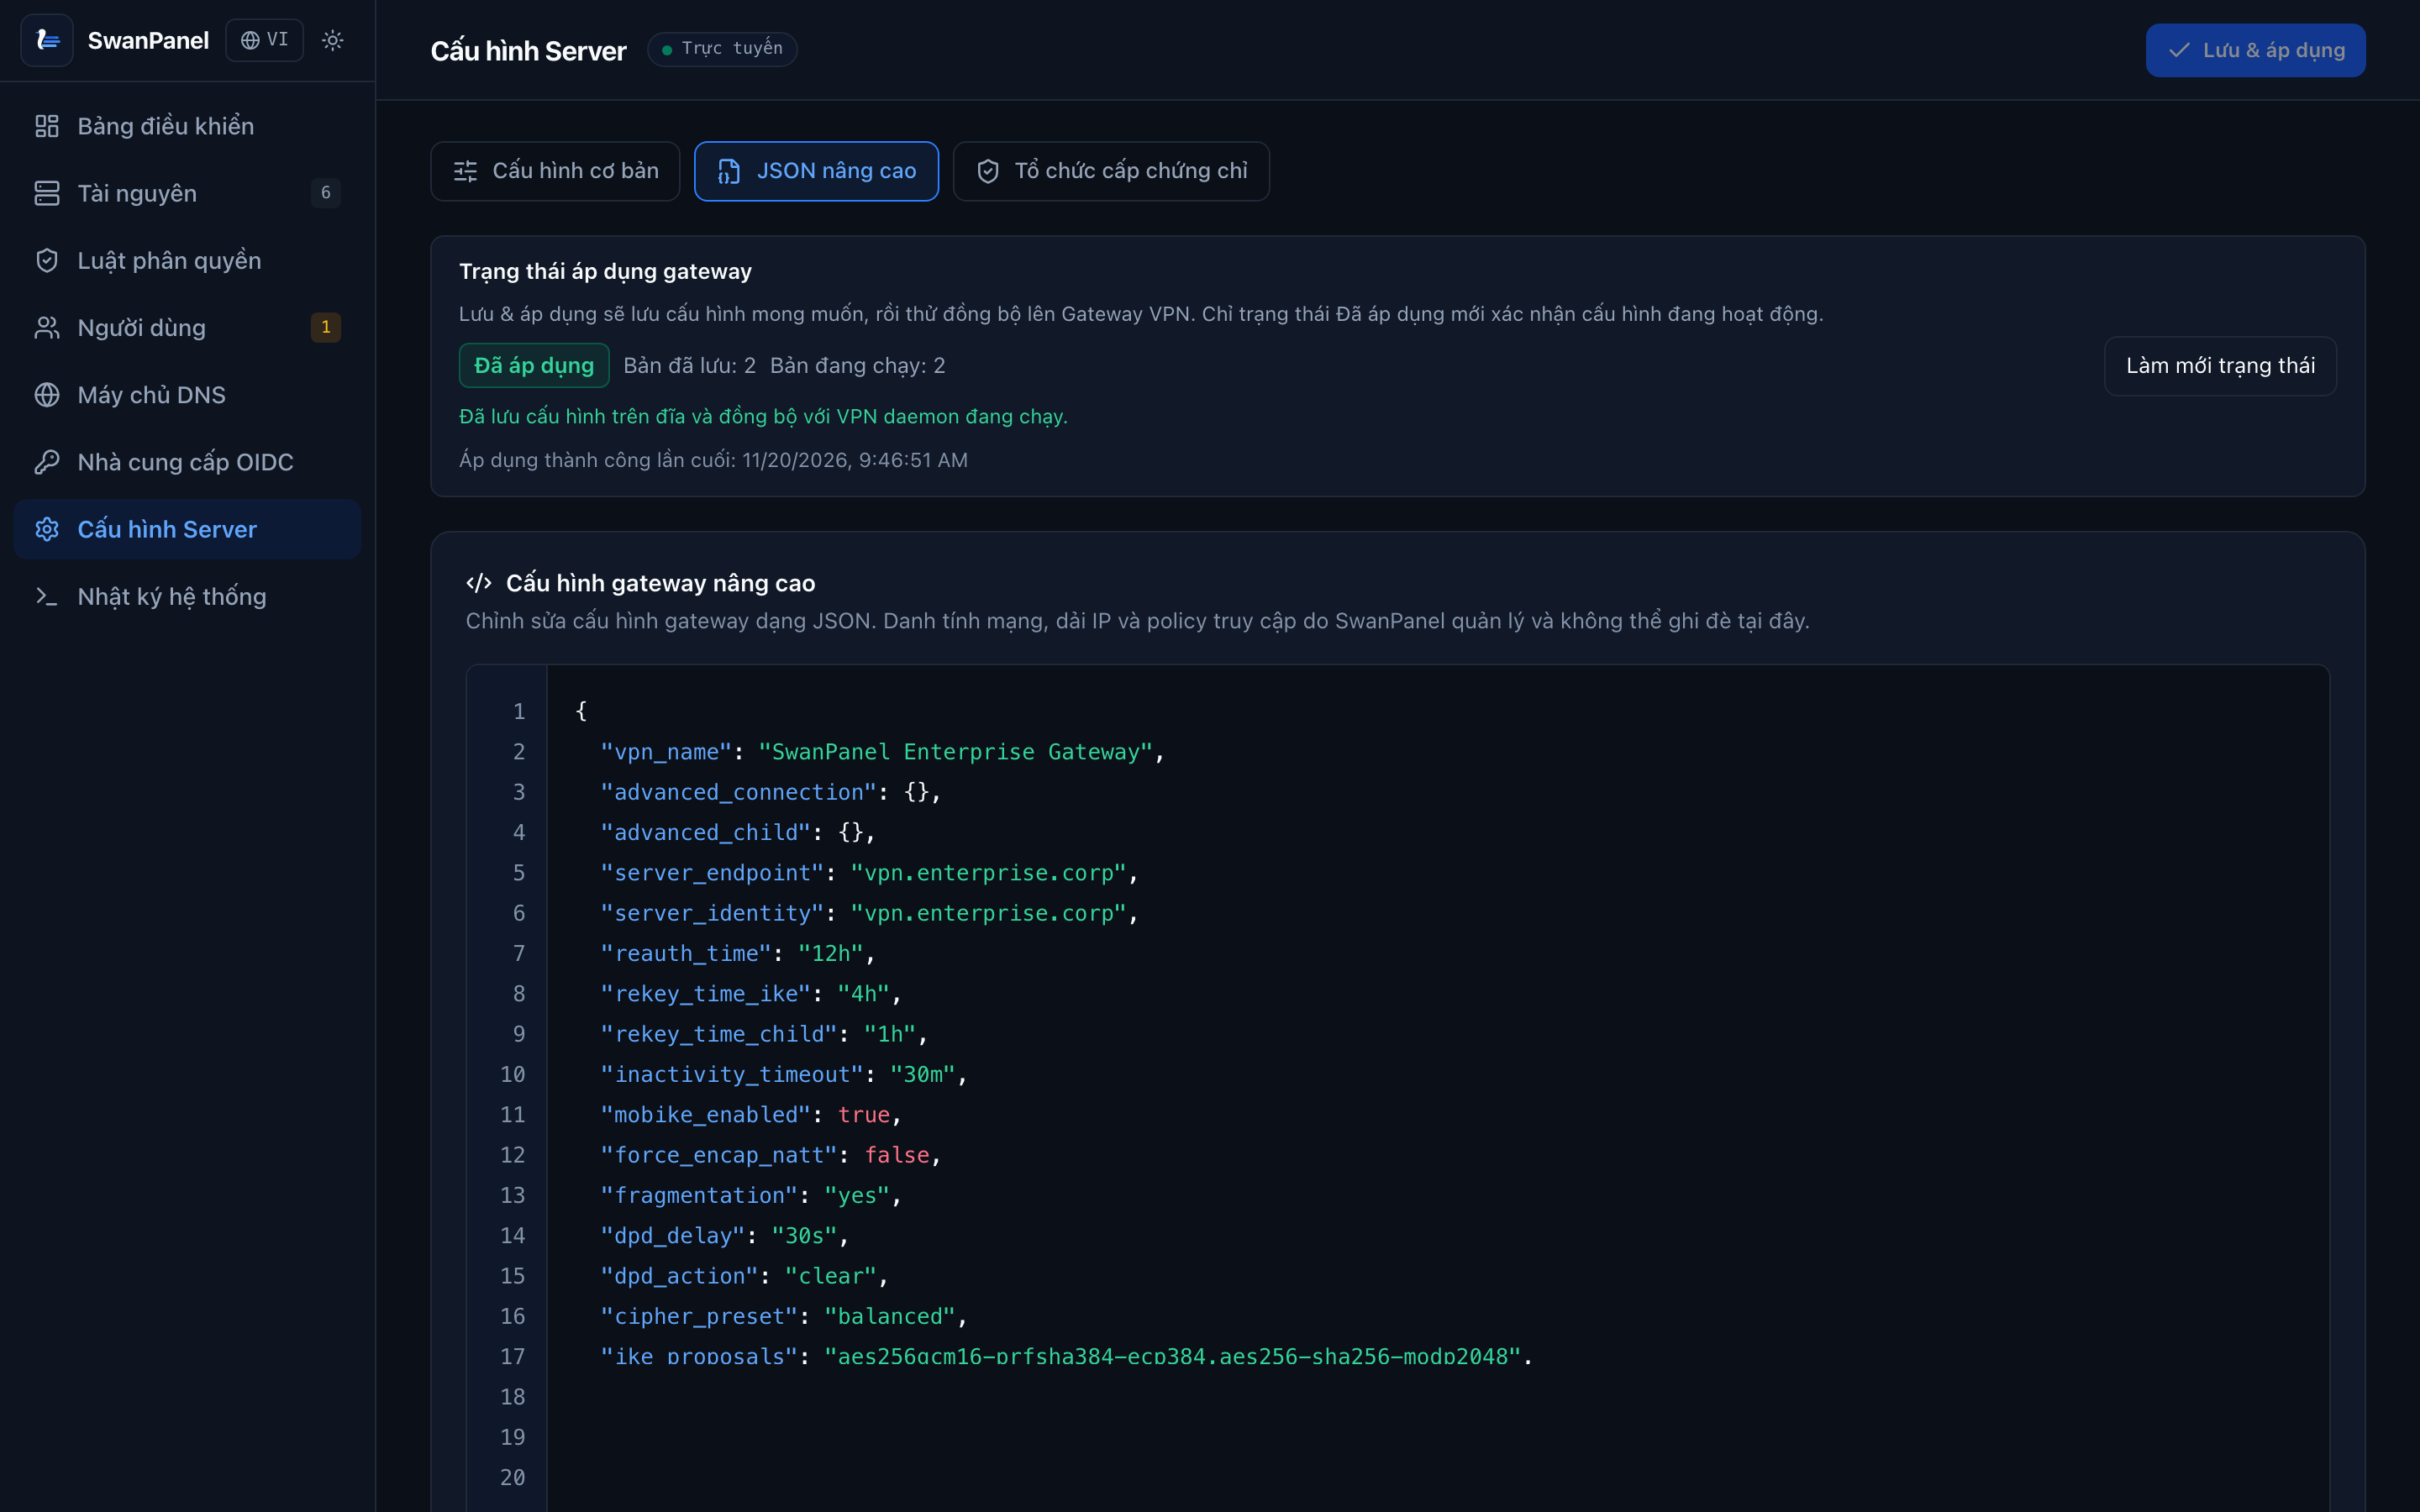 SwanPanel
VI
Bảng điều khiển
Tài nguyên
6
Luật phân quyền
Người dùng
1
Máy chủ DNS
Nhà cung cấp OIDC
Cấu hình Server
Nhật ký hệ thống
Cấu hình Server
Trực tuyến
Lưu & áp dụng
Cấu hình cơ bản
JSON nâng cao
Tổ chức cấp chứng chỉ
Trạng thái áp dụng gateway
Lưu & áp dụng sẽ lưu cấu hình mong muốn, rồi thử đồng bộ lên Gateway VPN. Chỉ trạng thái Đã áp dụng mới xác nhận cấu hình đang hoạt động.
Đã áp dụng Bản đã lưu: 2 Bản đang chạy: 2
Làm mới trạng thái
Đã lưu cấu hình trên đĩa và đồng bộ với VPN daemon đang chạy.
Áp dụng thành công lần cuối: 11/20/2026, 9:46:51 AM
</> Cấu hình gateway nâng cao
Chỉnh sửa cấu hình gateway dạng JSON. Danh tính mạng, dải IP và policy truy cập do SwanPanel quản lý và không thể ghi đè tại đây.
1 {
2 "vpn_name": "SwanPanel Enterprise Gateway",
3 "advanced_connection": {},
4 "advanced_child": {},
5 "server_endpoint": "vpn.enterprise.corp",
6 "server_identity": "vpn.enterprise.corp",
7 "reauth_time": "12h",
8 "rekey_time_ike": "4h",
9 "rekey_time_child": "1h",
10 "inactivity_timeout": "30m",
11 "mobike_enabled": true,
12 "force_encap_natt": false,
13 "fragmentation": "yes",
14 "dpd_delay": "30s",
15 "dpd_action": "clear",
16 "cipher_preset": "balanced",
17 "ike_proposals": "aes256gcm16-prfsha384-ecp384,aes256-sha256-modp2048",
18
19
20